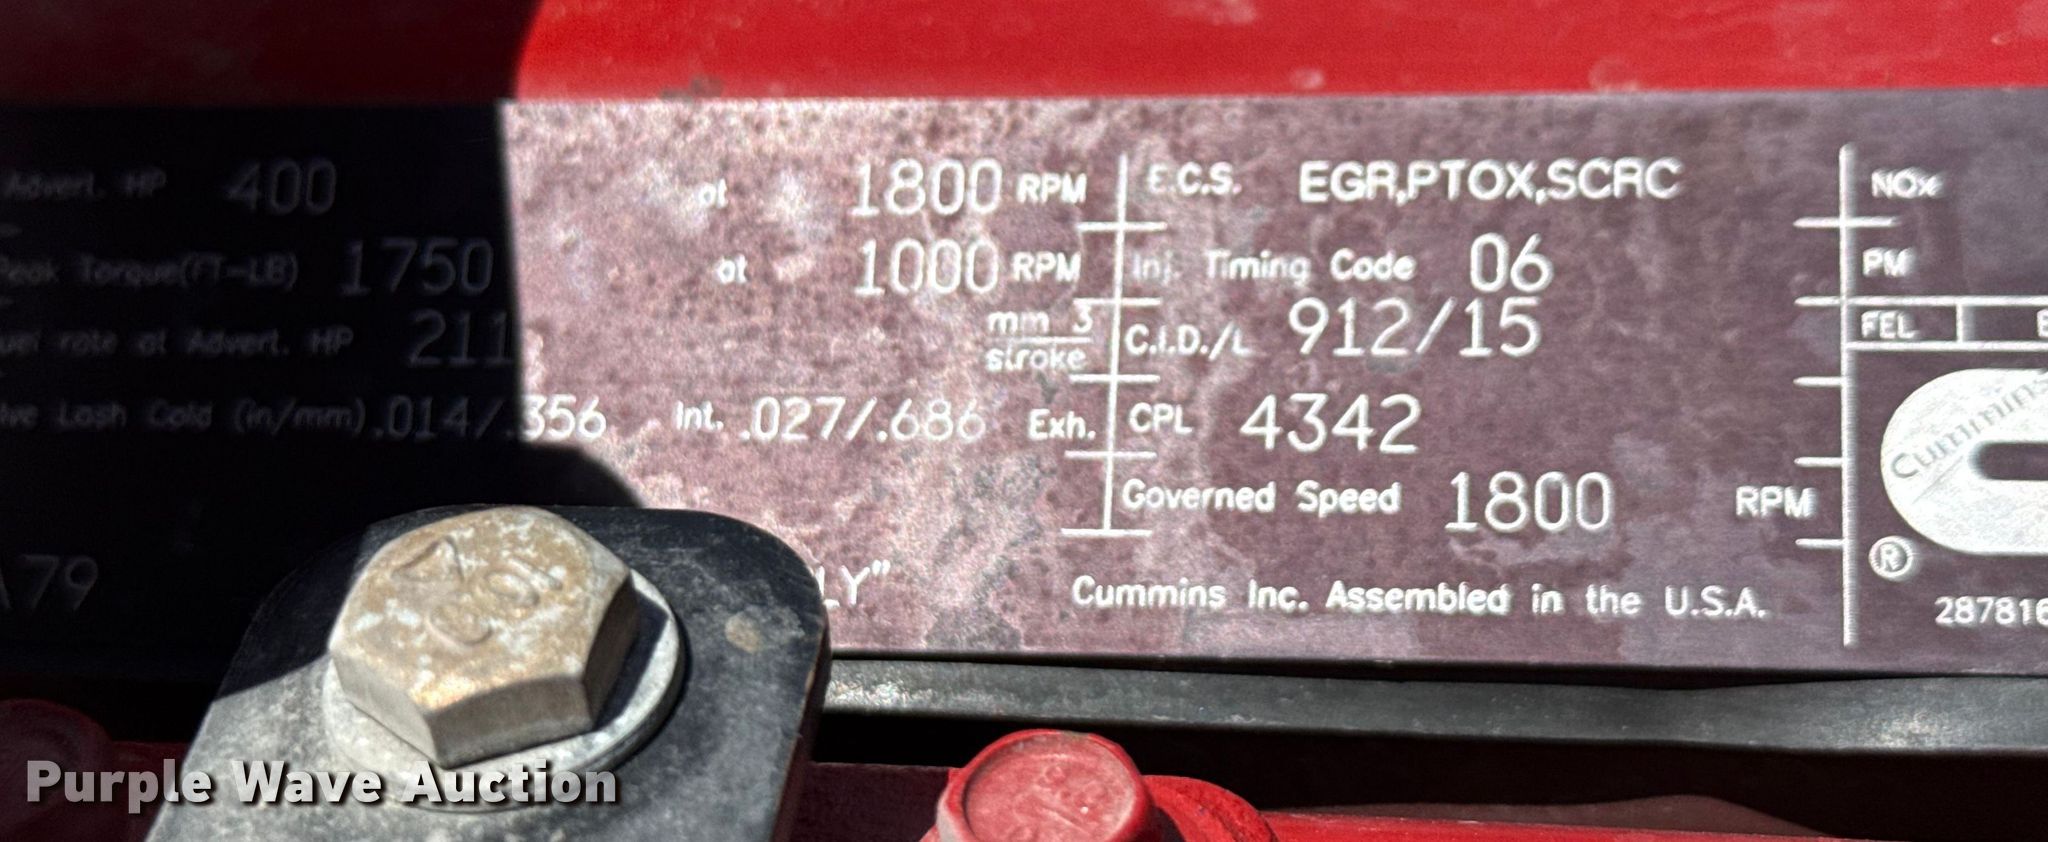 Advert. HP 400 at 1800 RPM
Peak Torque(FT-LB) 1750 at 1000 RPM
rate at Advert. HP 211 mm 3
stroke
Lash Cold (in/mm) .014/.356 Int. .027/.686 Exh.
79
LY"
E.C.S. EGR,PTOX,SCRC
Inj. Timing Code 06
C.I.D./L 912/15
CPL 4342
Governed Speed 1800 RPM
Cummins Inc. Assembled in the U.S.A.
NOx
PM
FEL
Cummins
®
287816
Purple Wave Auction